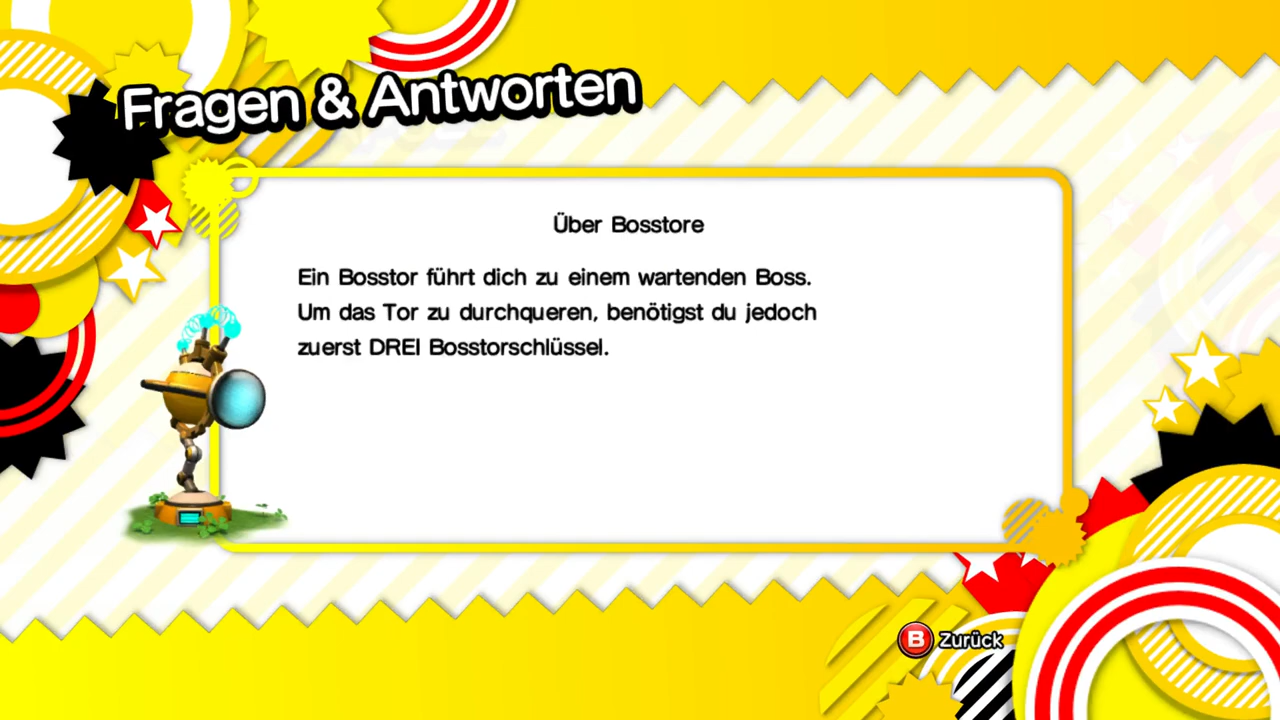 Fragen & Antworten
Über Bosstore
Ein Bosstor führt dich zu einem wartenden Boss.
Um das Tor zu durchqueren, benötigst du jedoch
zuerst DREI Bosstorschlüssel.
B Zurück